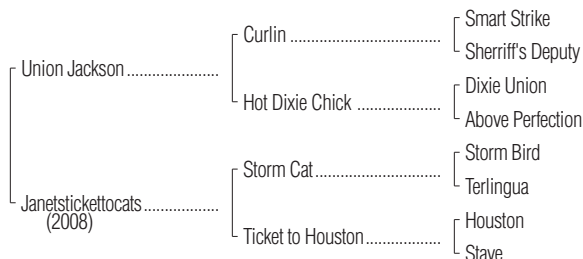 Smart Strike
Curlin ..............................
Sherriff's Deputy
Union Jackson ..................
Dixie Union
Hot Dixie Chick ................
Above Perfection
Storm Bird
Storm Cat .........................
Terlingua
Janetstickettocats ..............
(2008)
Houston
Ticket to Houston ..............
Stave